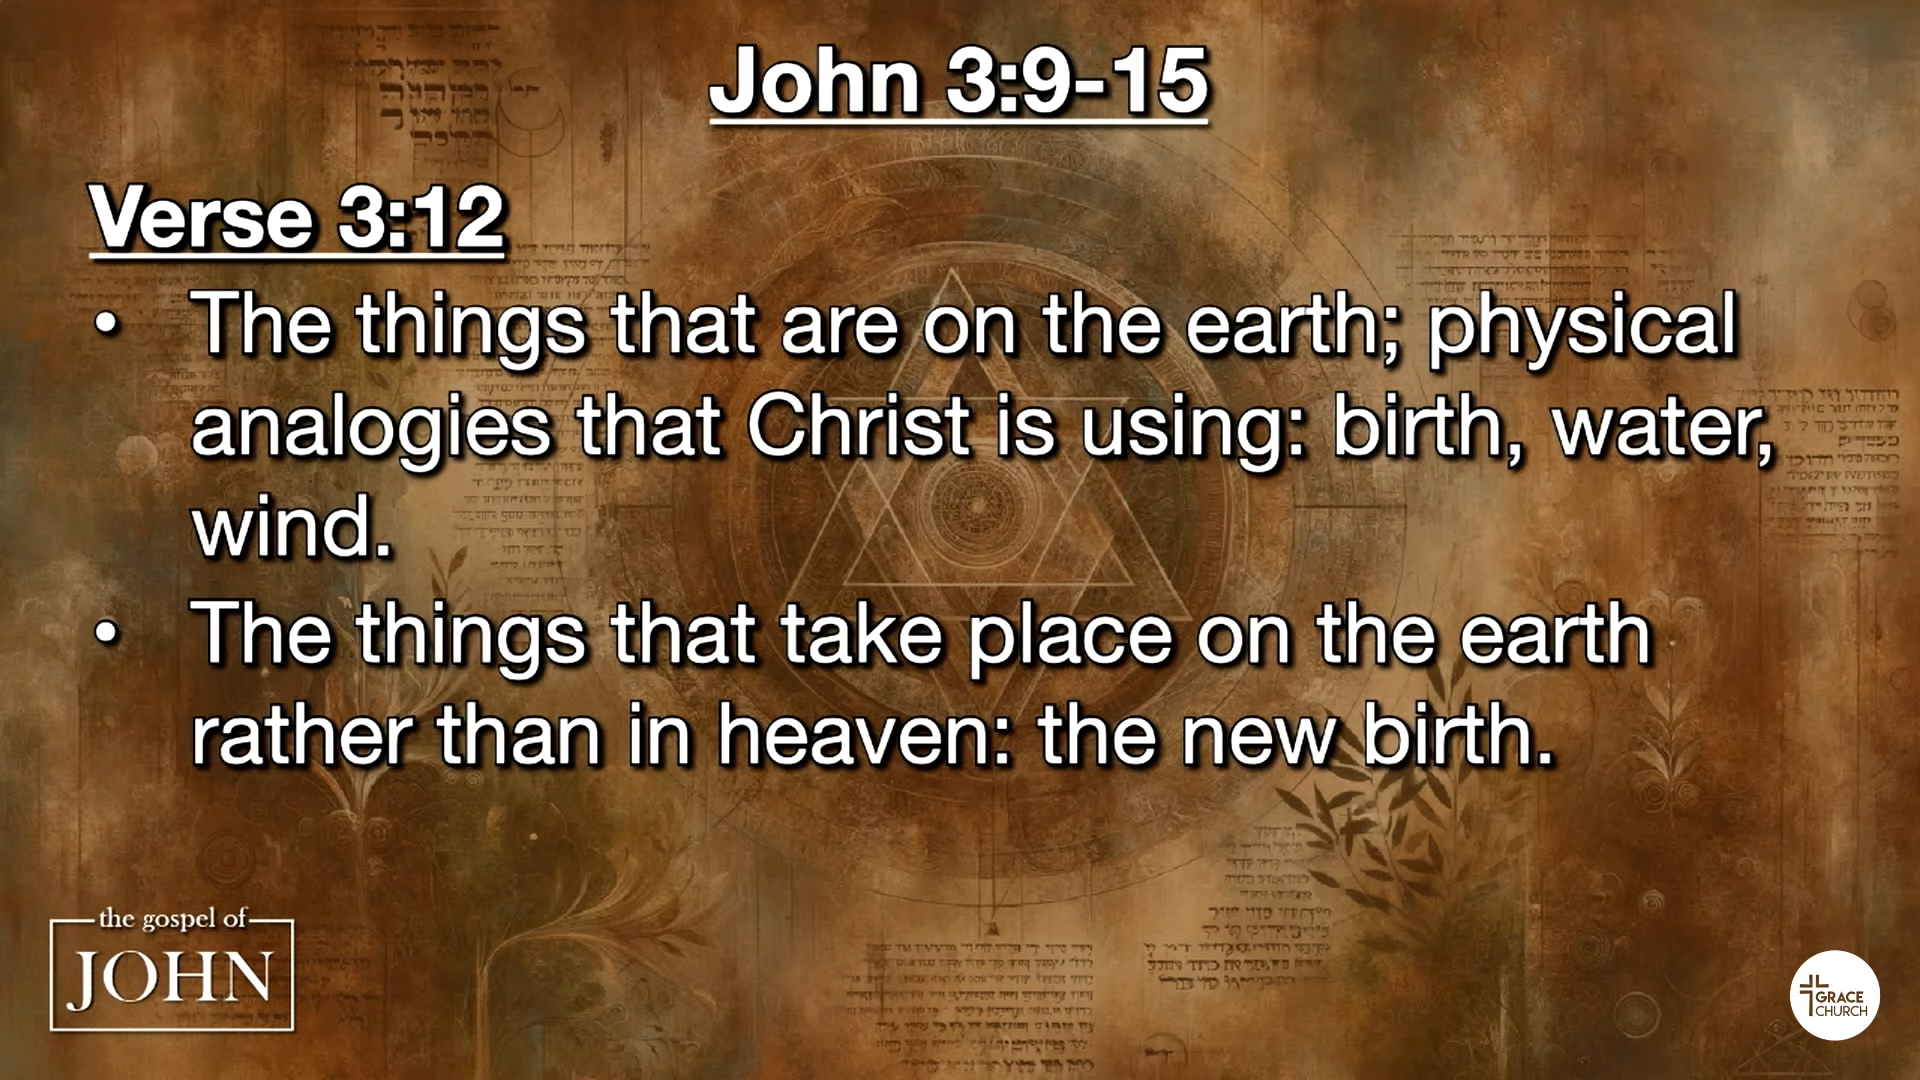 John 3:9-15
Verse 3:12
• The things that are on the earth; physical
analogies that Christ is using: birth, water,
wind.
• The things that take place on the earth
rather than in heaven: the new birth.
the gospel of
JOHN
GRACE
CHURCH